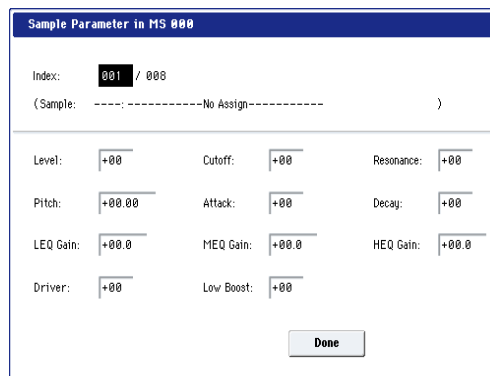 Sample Parameter in MS 000
Index: 001 / 008
(Sample: ----: -----------No Assign----------- )
Level: +00 Cutoff: +00 Resonance: +00
Pitch: +00.00 Attack: +00 Decay: +00
LEQ Gain: +00.0 MEQ Gain: +00.0 HEQ Gain: +00.0
Driver: +00 Low Boost: +00
Done